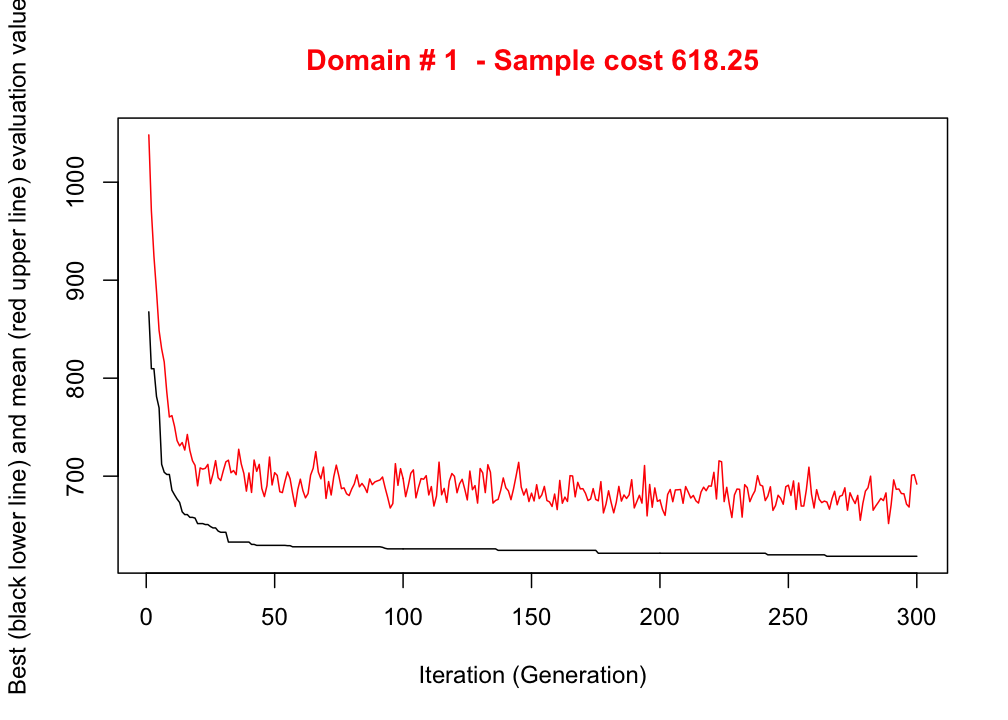 Domain # 1  - Sample cost 618.25
Best (black lower line) and mean (red upper line) evaluation value
1000
900
800
700
0 50 100 150 200 250 300
Iteration (Generation)